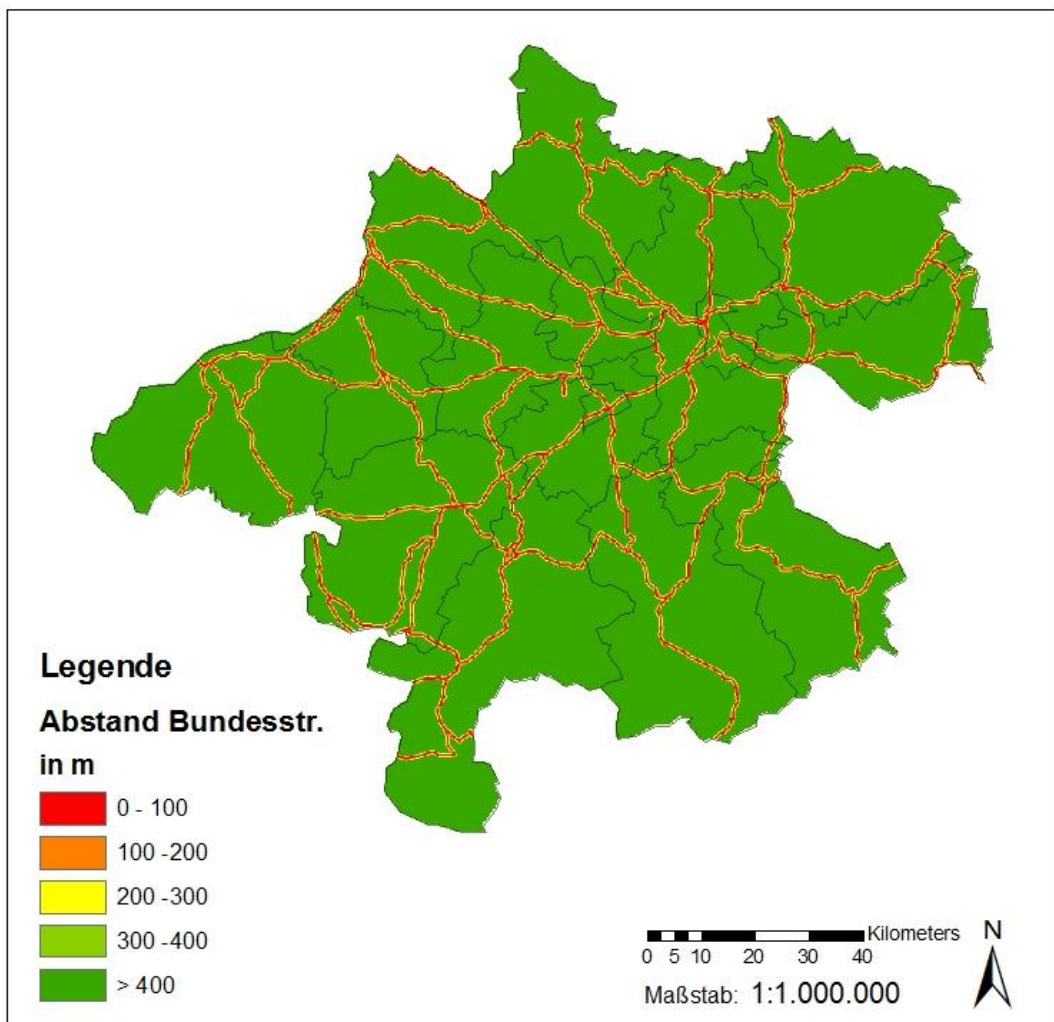 Legende
Abstand Bundesstr.
in m
0 - 100
100 -200
200 -300
300 -400
> 400
Kilometers
N
0 5 10 20 30 40
Maßstab: 1:1.000.000